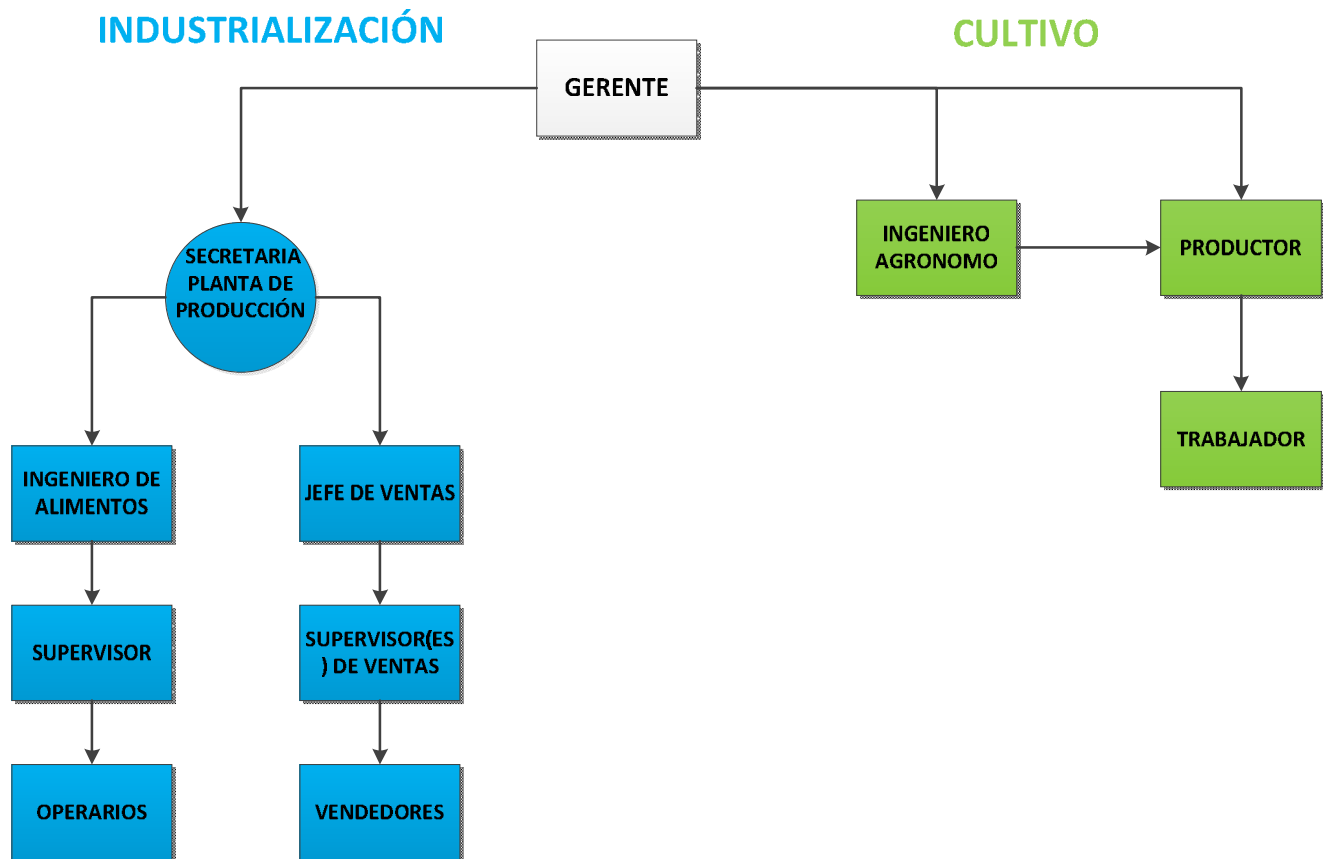 INDUSTRIALIZACIÓN
CULTIVO
GERENTE
SECRETARIA
PLANTA DE
PRODUCCIÓN
INGENIERO
AGRONOMO
PRODUCTOR
TRABAJADOR
INGENIERO DE
ALIMENTOS
JEFE DE VENTAS
SUPERVISOR
SUPERVISOR(ES
) DE VENTAS
OPERARIOS
VENDEDORES